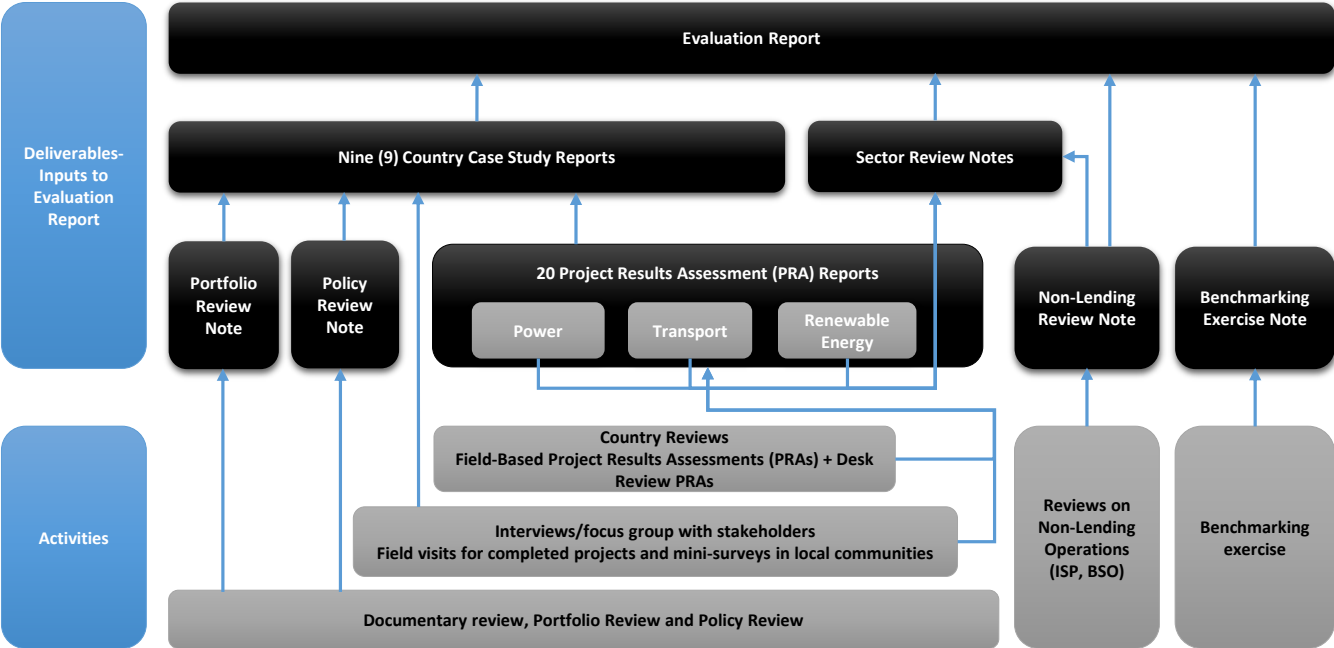 Evaluation Report
Deliverables-
Inputs to
Evaluation
Report
Nine (9) Country Case Study Reports
Sector Review Notes
Portfolio
Review
Note
Policy
Review
Note
20 Project Results Assessment (PRA) Reports
Power
Transport
Renewable
Energy
Non-Lending
Review Note
Benchmarking
Exercise Note
Activities
Country Reviews
Field-Based Project Results Assessments (PRAs) + Desk
Review PRAs
Interviews/focus group with stakeholders
Field visits for completed projects and mini-surveys in local communities
Documentary review, Portfolio Review and Policy Review
Reviews on
Non-Lending
Operations
(ISP, BSO)
Benchmarking
exercise